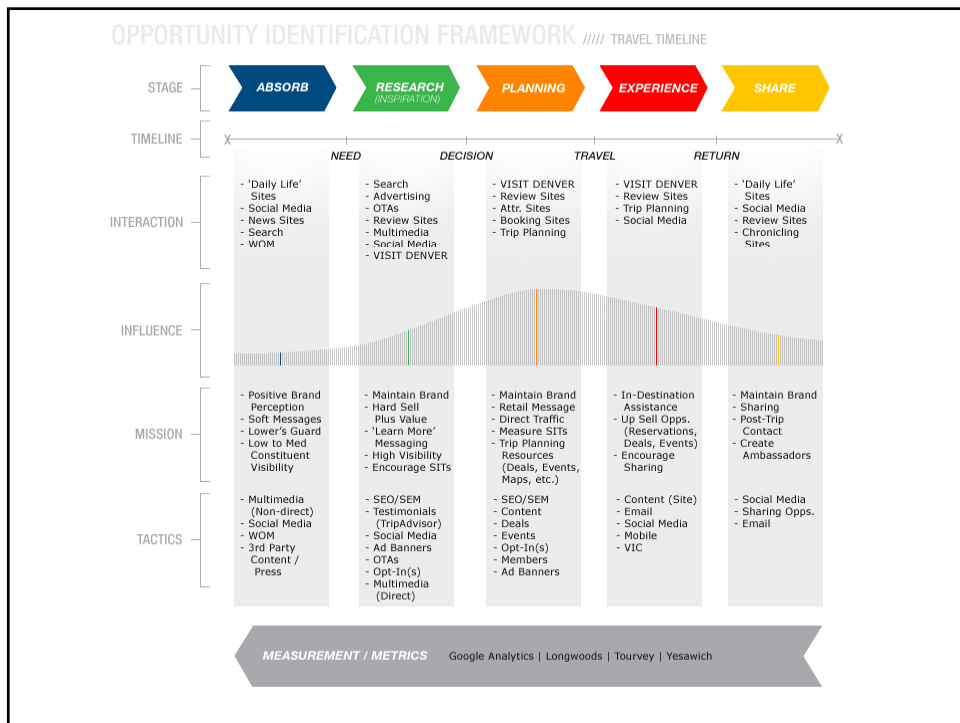 OPPORTUNITY IDENTIFICATION FRAMEWORK ///// TRAVEL TIMELINE
STAGE
ABSORB
RESEARCH
(INSPIRATION)
PLANNING
EXPERIENCE
SHARE
TIMELINE
X
X
NEED
DECISION
TRAVEL
RETURN
INTERACTION
- 'Daily Life'
Sites
- Social Media
- News Sites
- Search
- WOM
- Search
- Advertising
- OTAs
- Review Sites
- Multimedia
- Social Media
- VISIT DENVER
- VISIT DENVER
- Review Sites
- Attr. Sites
- Booking Sites
- Trip Planning
- VISIT DENVER
- Review Sites
- Trip Planning
- Social Media
- 'Daily Life'
Sites
- Social Media
- Review Sites
- Chronicling
Sites
INFLUENCE
MISSION
- Positive Brand
Perception
- Soft Messages
- Lower's Guard
- Low to Med
Constituent
Visibility
- Maintain Brand
- Hard Sell
Plus Value
- 'Learn More'
Messaging
- High Visibility
- Encourage SITs
- Maintain Brand
- Retail Message
- Direct Traffic
- Measure SITs
- Trip Planning
Resources
(Deals, Events,
Maps, etc.)
- In-Destination
Assistance
- Up Sell Opps.
(Reservations,
Deals, Events)
- Encourage
Sharing
- Maintain Brand
- Sharing
- Post-Trip
Contact
- Create
Ambassadors
TACTICS
- Multimedia
(Non-direct)
- Social Media
- WOM
- 3rd Party
Content /
Press
- SEO/SEM
- Testimonials
(TripAdvisor)
- Social Media
- Ad Banners
- OTAs
- Opt-In(s)
- Multimedia
(Direct)
- SEO/SEM
- Content
- Deals
- Events
- Opt-In(s)
- Members
- Ad Banners
- Content (Site)
- Email
- Social Media
- Mobile
- VIC
- Social Media
- Sharing Opps.
- Email
MEASUREMENT / METRICS Google Analytics | Longwoods | Tourvey | Yesawich